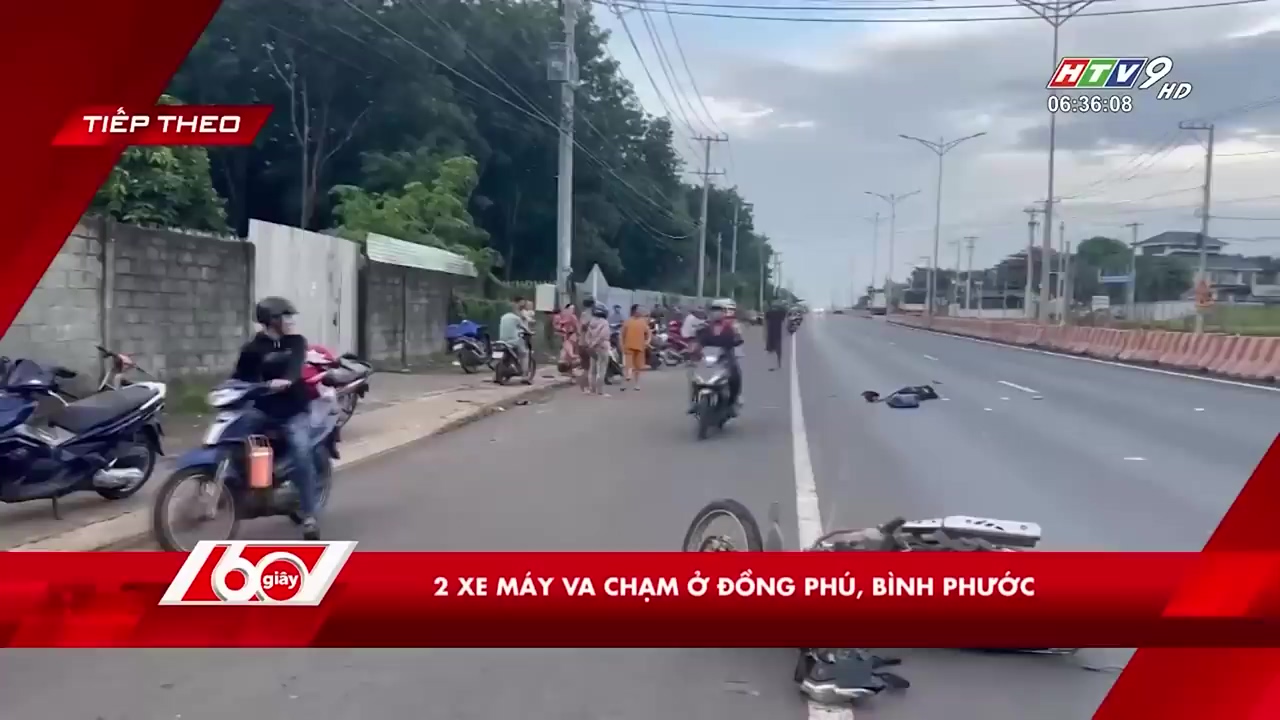 TIẾP THEO
HTV9 HD
06:36:08
60 giây
2 XE MÁY VA CHẠM Ở ĐỒNG PHÚ, BÌNH PHƯỚC